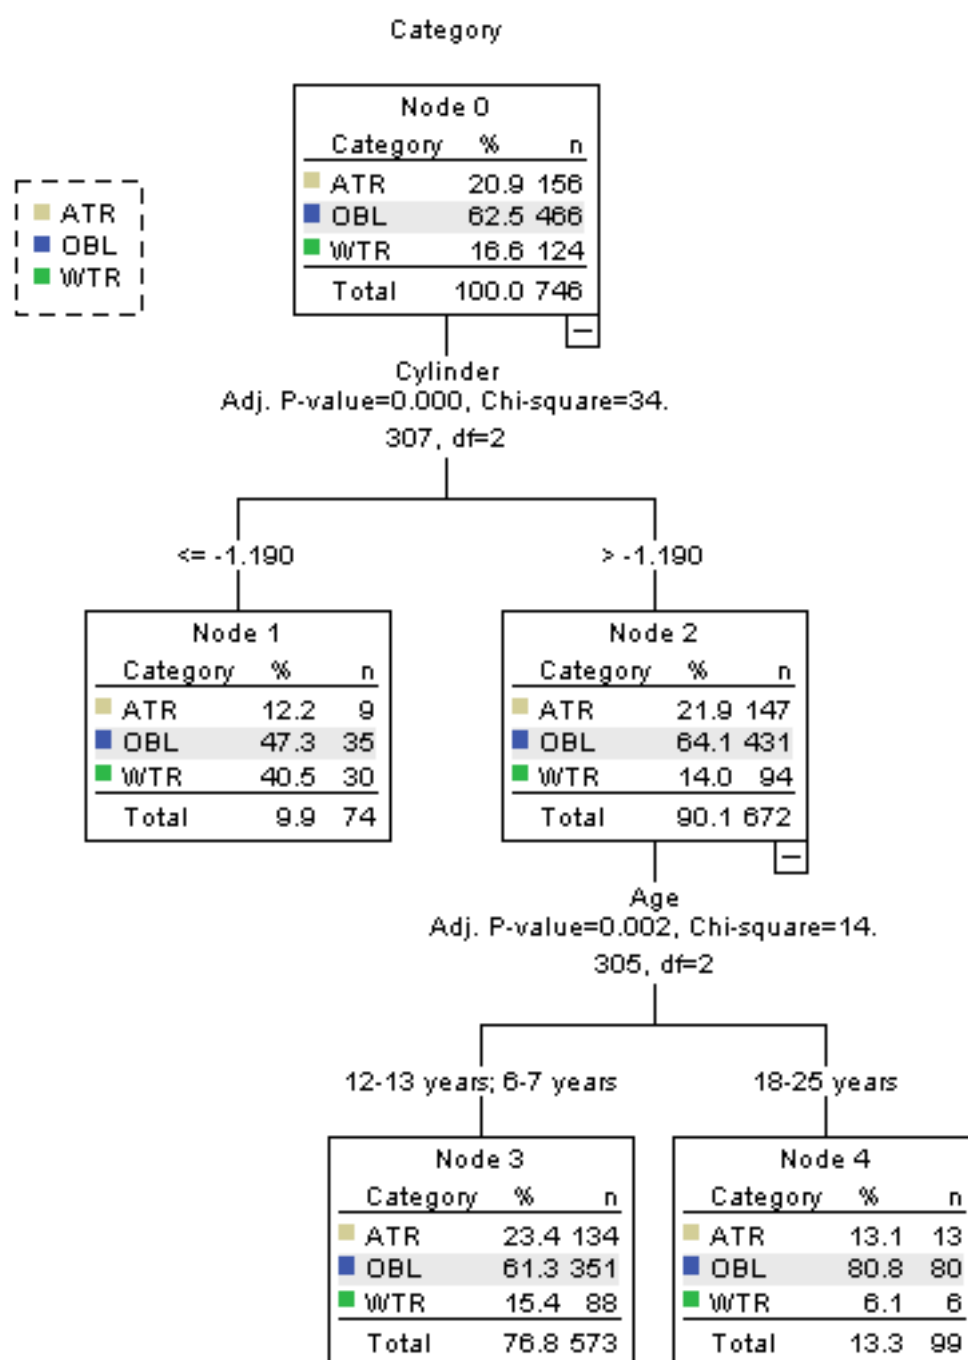 Category
ATR
OBL
WTR
Node 0
Category % n
ATR 20.9 156
OBL 62.5 466
WTR 16.6 124
Total 100.0 746
Cylinder
Adj. P-value=0.000, Chi-square=34.
307, df=2
<= -1.190
> -1.190
Node 1
Category % n
ATR 12.2 9
OBL 47.3 35
WTR 40.5 30
Total 9.9 74
Node 2
Category % n
ATR 21.9 147
OBL 64.1 431
WTR 14.0 94
Total 90.1 672
Age
Adj. P-value=0.002, Chi-square=14.
305, df=2
12-13 years; 6-7 years
18-25 years
Node 3
Category % n
ATR 23.4 134
OBL 61.3 351
WTR 15.4 88
Total 76.8 573
Node 4
Category % n
ATR 13.1 13
OBL 80.8 80
WTR 6.1 6
Total 13.3 99